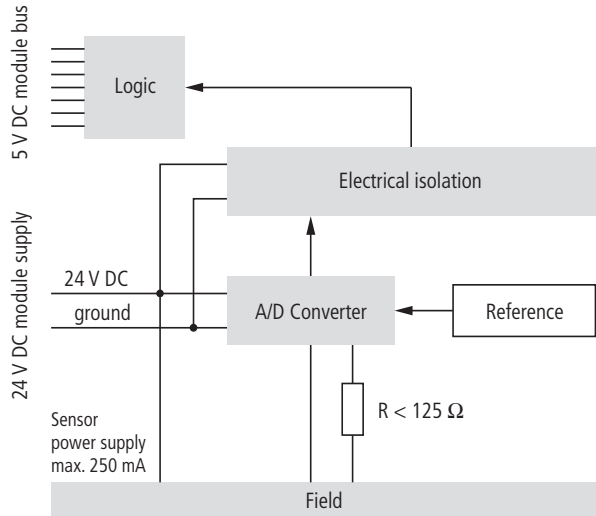 5 V DC module bus
Logic
Electrical isolation
24 V DC module supply
24 V DC
ground
A/D Converter
Reference
R < 125 Ω
Sensor
power supply
max. 250 mA
Field